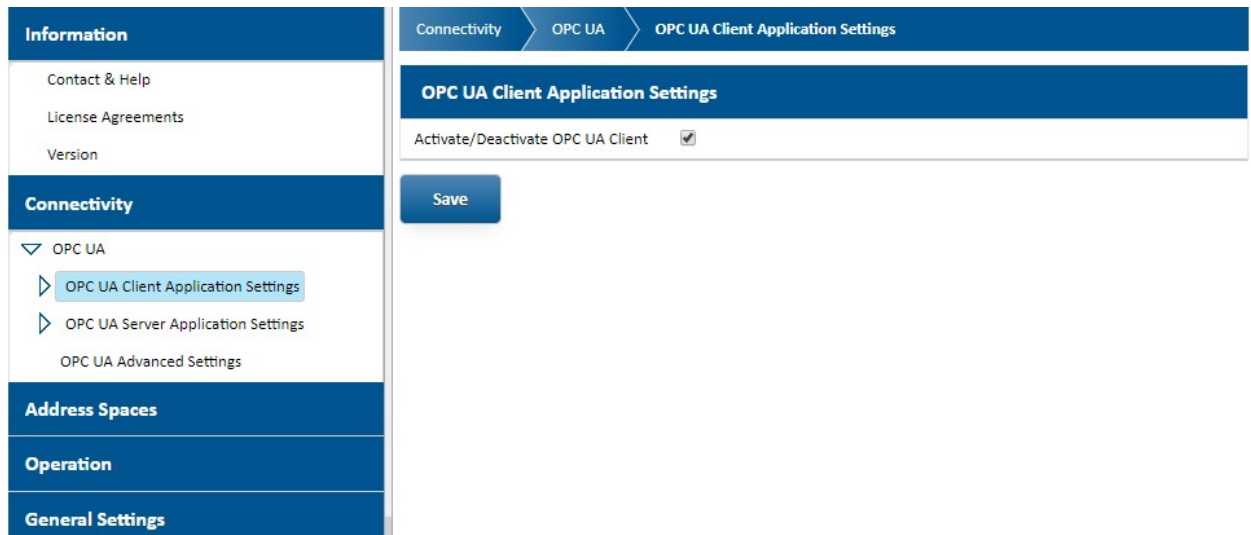 Information
Contact & Help
License Agreements
Version
Connectivity
OPC UA
OPC UA Client Application Settings
OPC UA Server Application Settings
OPC UA Advanced Settings
Address Spaces
Operation
General Settings
Connectivity OPC UA OPC UA Client Application Settings
OPC UA Client Application Settings
Activate/Deactivate OPC UA Client
Save